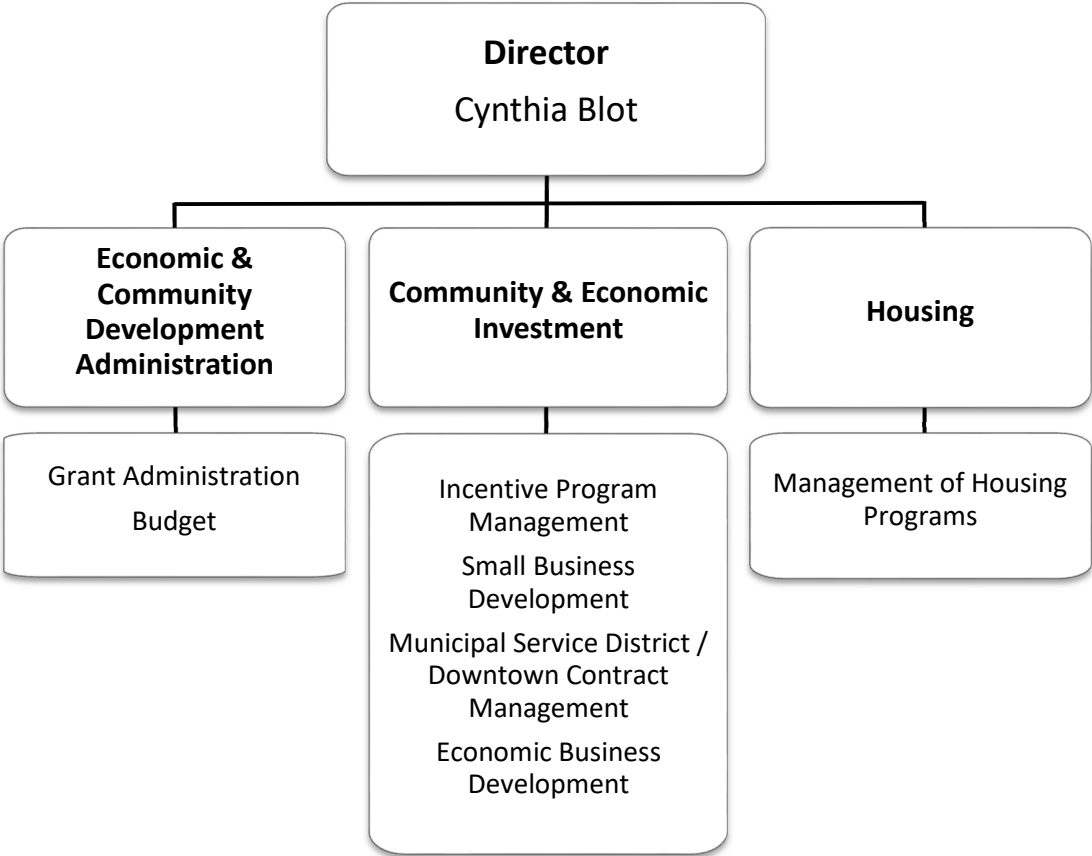 Director
Cynthia Blot
Economic &
Community
Development
Administration
Community & Economic
Investment
Housing
Grant Administration
Budget
Incentive Program
Management
Small Business
Development
Municipal Service District /
Downtown Contract
Management
Economic Business
Development
Management of Housing
Programs